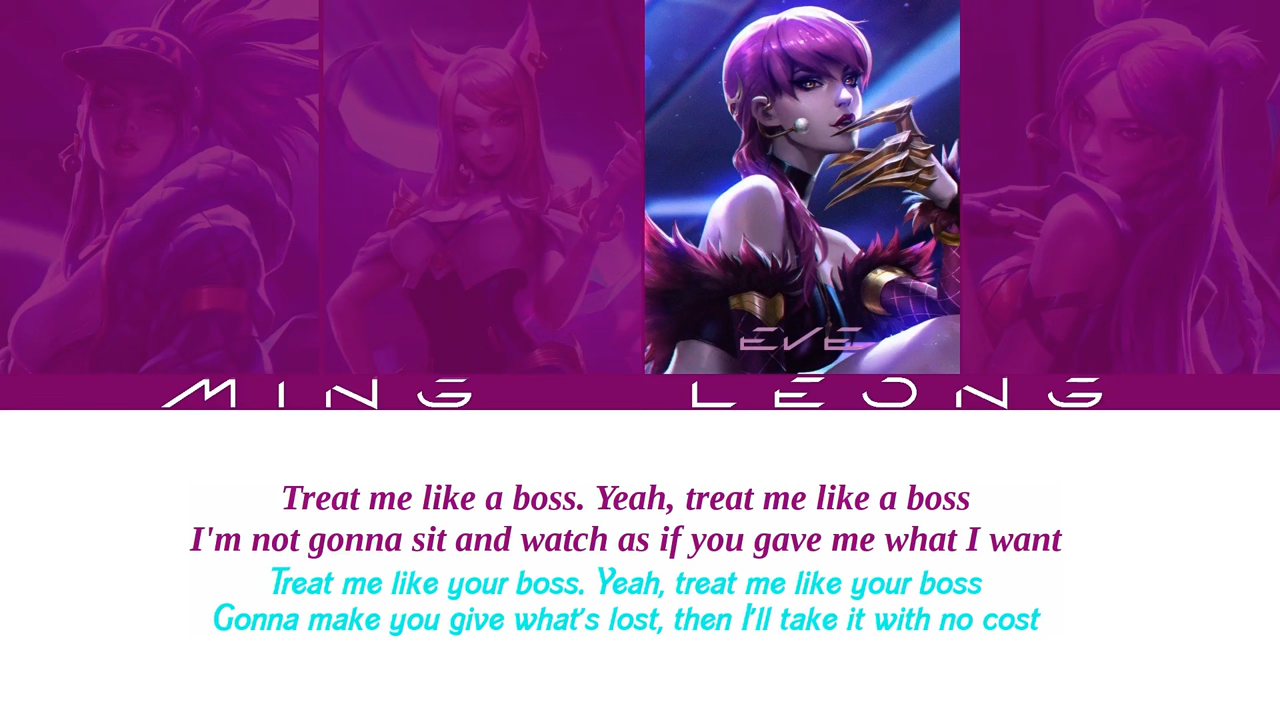 EVE
MING LEONG
Treat me like a boss. Yeah, treat me like a boss
I'm not gonna sit and watch as if you gave me what I want
Treat me like your boss. Yeah, treat me like your boss
Gonna make you give what's lost, then I'll take it with no cost